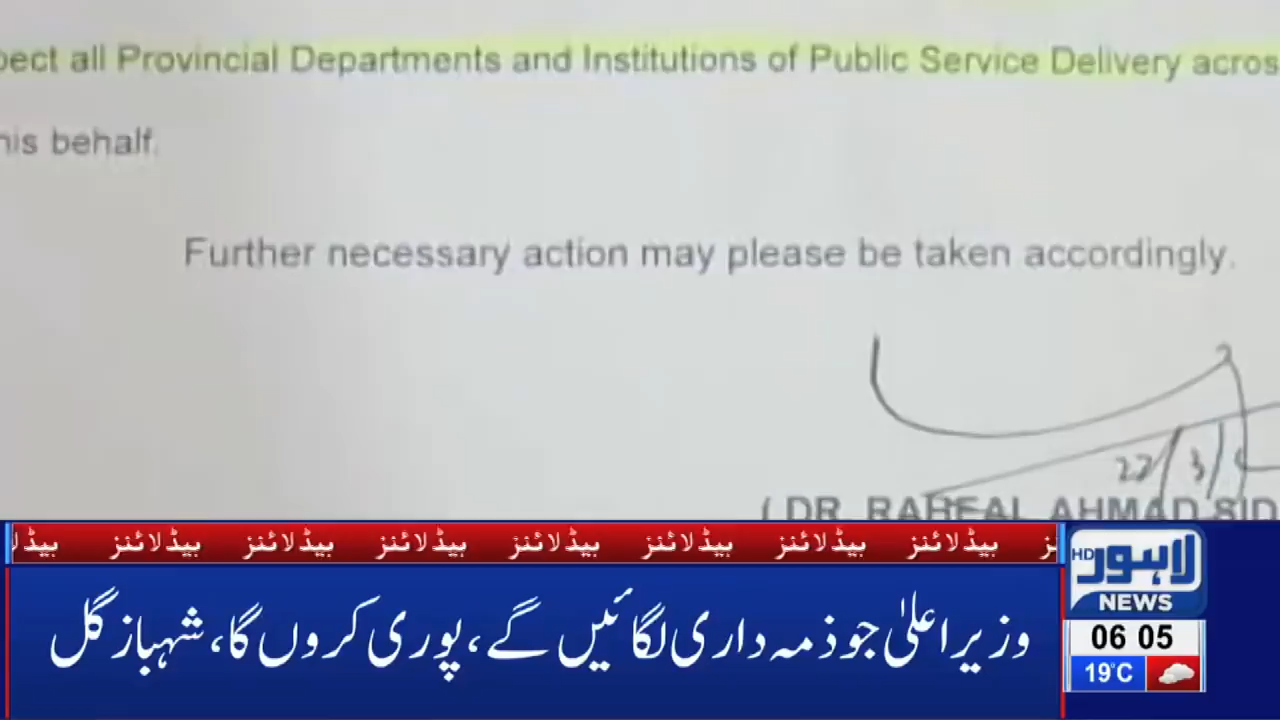 pect all Provincial Departments and Institutions of Public Service Delivery acros
his behalf.
Further necessary action may please be taken accordingly.
22/3/
( DR. RAHEAL AHMAD SID
ہیڈلائنز ہیڈلائنز ہیڈلائنز ہیڈلائنز ہیڈلائنز ہیڈلائنز ہیڈلائنز
وزیراعلیٰ جو ذمہ داری لگائیں گے، پوری کروں گا، شہباز گل
HD لاہور
NEWS
06 05
19°C